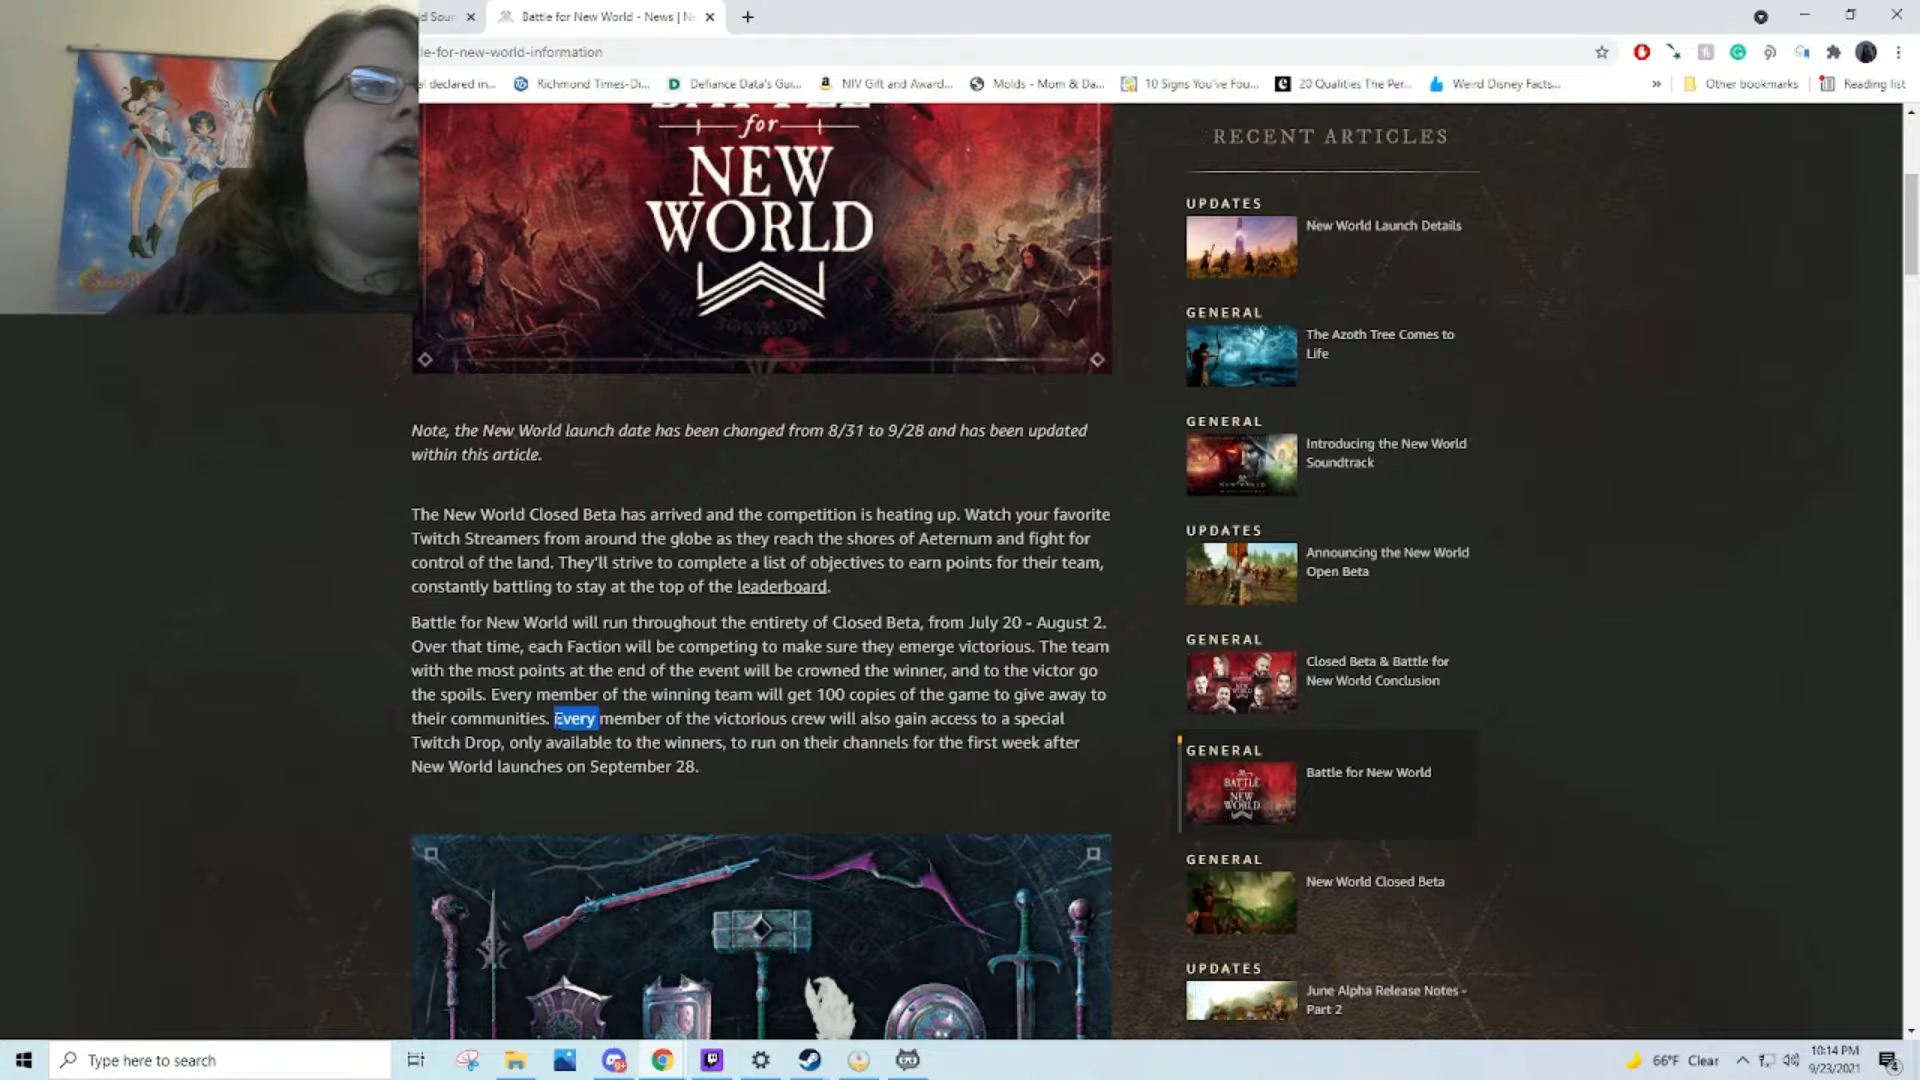 d Sour
Battle for New World - News | Ne
le-for-new-world-information
al declared in...
Richmond Times-Di...
Defiance Data's Gui...
NIV Gift and Award...
Molds - Mom & Da...
10 Signs You've Fou...
20 Qualities The Per...
Weird Disney Facts...
Other bookmarks
Reading list
BATTLE
for
NEW
WORLD
Note, the New World launch date has been changed from 8/31 to 9/28 and has been updated
within this article.
The New World Closed Beta has arrived and the competition is heating up. Watch your favorite
Twitch Streamers from around the globe as they reach the shores of Aeternum and fight for
control of the land. They'll strive to complete a list of objectives to earn points for their team,
constantly battling to stay at the top of the leaderboard.
Battle for New World will run throughout the entirety of Closed Beta, from July 20 - August 2.
Over that time, each Faction will be competing to make sure they emerge victorious. The team
with the most points at the end of the event will be crowned the winner, and to the victor go
the spoils. Every member of the winning team will get 100 copies of the game to give away to
their communities. Every member of the victorious crew will also gain access to a special
Twitch Drop, only available to the winners, to run on their channels for the first week after
New World launches on September 28.
RECENT ARTICLES
UPDATES
New World Launch Details
GENERAL
The Azoth Tree Comes to
Life
GENERAL
Introducing the New World
Soundtrack
UPDATES
Announcing the New World
Open Beta
GENERAL
Closed Beta & Battle for
New World Conclusion
GENERAL
Battle for New World
BATTLE
NEW
WORLD
GENERAL
New World Closed Beta
UPDATES
June Alpha Release Notes -
Part 2
Type here to search
66°F Clear
10:14 PM
9/23/2021
4